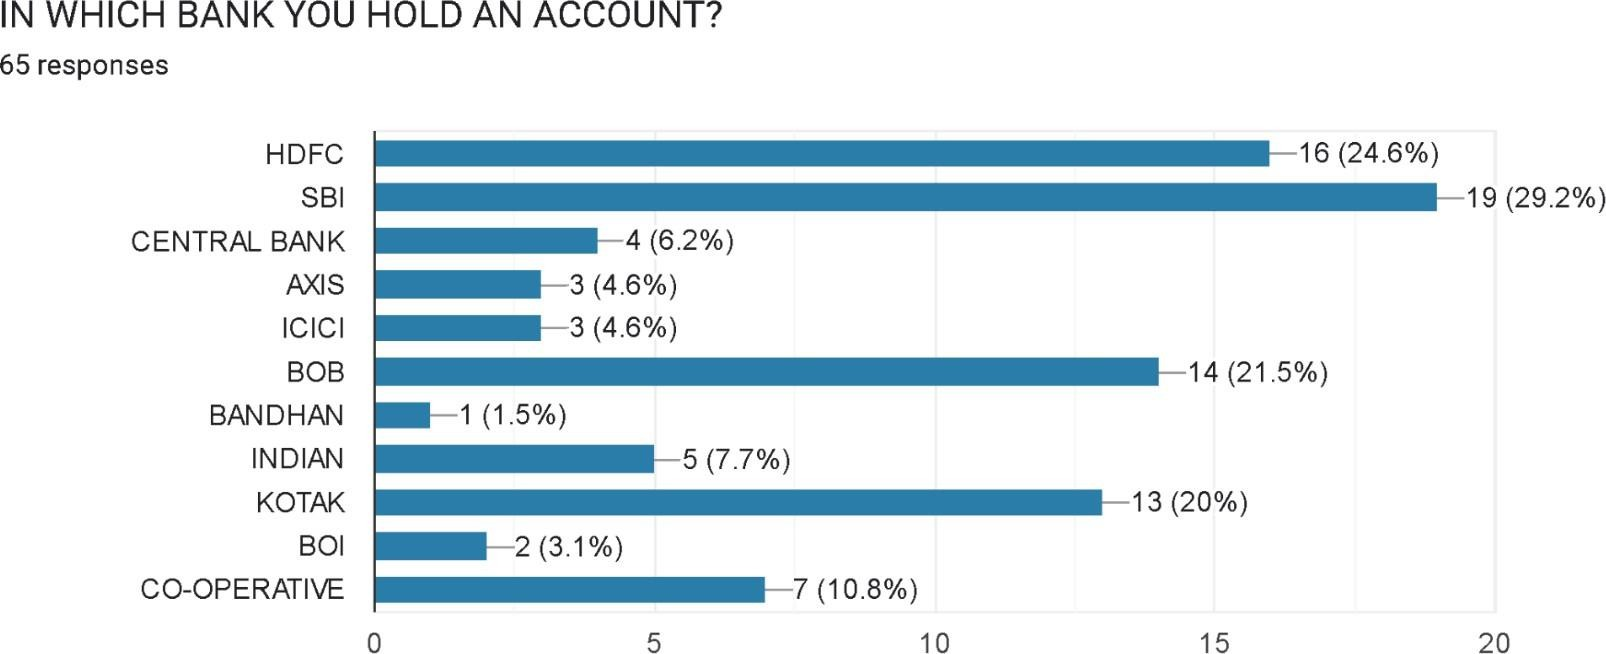 IN WHICH BANK YOU HOLD AN ACCOUNT?
65 responses
HDFC 16 (24.6%)
SBI 19 (29.2%)
CENTRAL BANK 4 (6.2%)
AXIS 3 (4.6%)
ICICI 3 (4.6%)
BOB 14 (21.5%)
BANDHAN 1 (1.5%)
INDIAN 5 (7.7%)
KOTAK 13 (20%)
BOI 2 (3.1%)
CO-OPERATIVE 7 (10.8%)
0 5 10 15 20